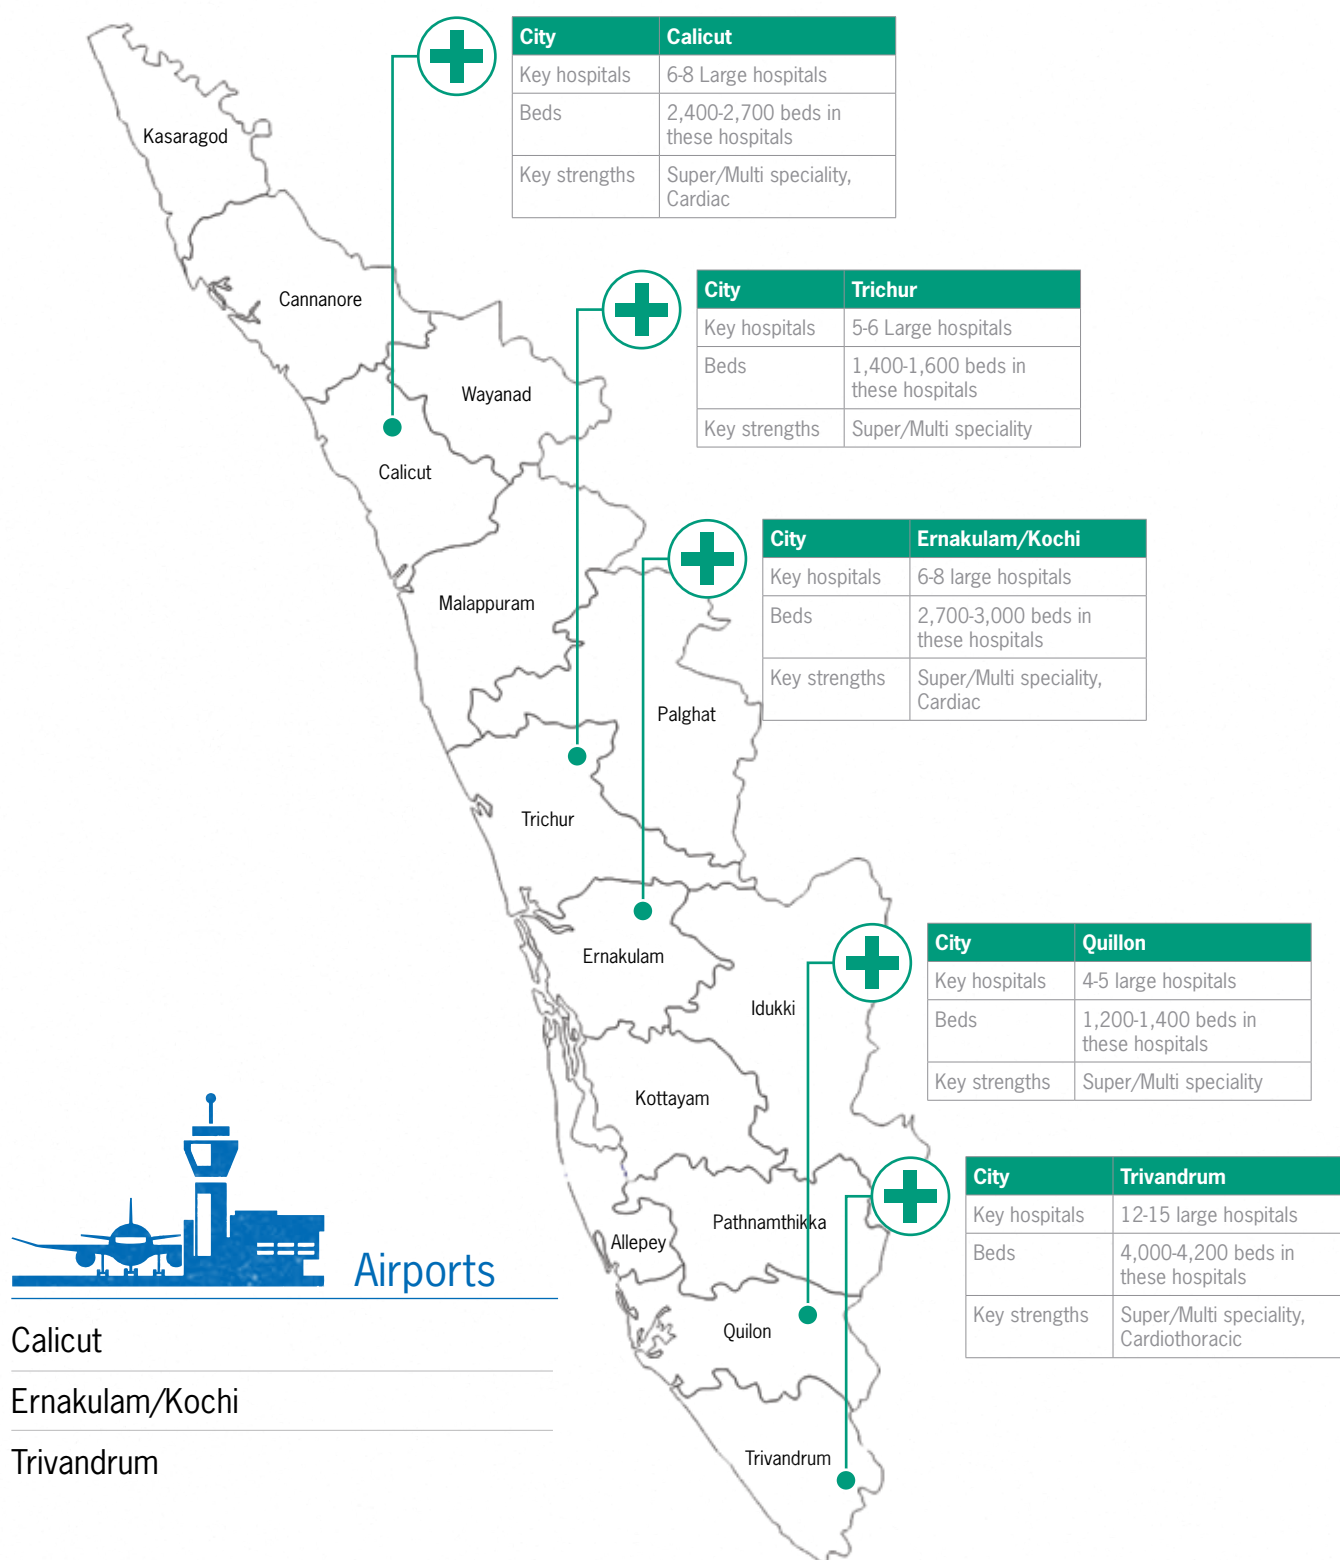 City Calicut
Key hospitals 6-8 Large hospitals
Beds 2,400-2,700 beds in
these hospitals
Key strengths Super/Multi speciality,
Cardiac
Kasaragod
Cannanore
City Trichur
Key hospitals 5-6 Large hospitals
Beds 1,400-1,600 beds in
these hospitals
Key strengths Super/Multi speciality
Wayanad
Calicut
City Ernakulam/Kochi
Key hospitals 6-8 large hospitals
Beds 2,700-3,000 beds in
these hospitals
Key strengths Super/Multi speciality,
Cardiac
Malappuram
Palghat
Trichur
Ernakulam
Idukki
City Quillon
Key hospitals 4-5 large hospitals
Beds 1,200-1,400 beds in
these hospitals
Key strengths Super/Multi speciality
Kottayam
City Trivandrum
Key hospitals 12-15 large hospitals
Beds 4,000-4,200 beds in
these hospitals
Key strengths Super/Multi speciality,
Cardiothoracic
Pathnamthikka
Allepey
Quilon
Trivandrum
Airports
Calicut
Ernakulam/Kochi
Trivandrum